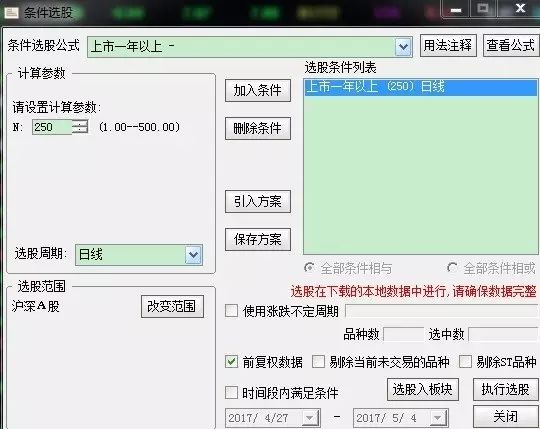 条件选股
条件选股公式 上市一年以上 - 用法注释 查看公式
计算参数
请设置计算参数:
N: 250 (1.00--500.00)
选股周期: 日线
加入条件
删除条件
引入方案
保存方案
选股条件列表
上市一年以上 (250) 日线
全部条件相与 全部条件相或
选股范围
沪深A股 改变范围
选股在下载的本地数据中进行,请确保数据完整
使用涨跌不定周期
品种数 选中数
前复权数据 剔除当前未交易的品种 剔除ST品种
时间段内满足条件 选股入板块 执行选股
2017/ 4/27 - 2017/ 5/ 4 关闭